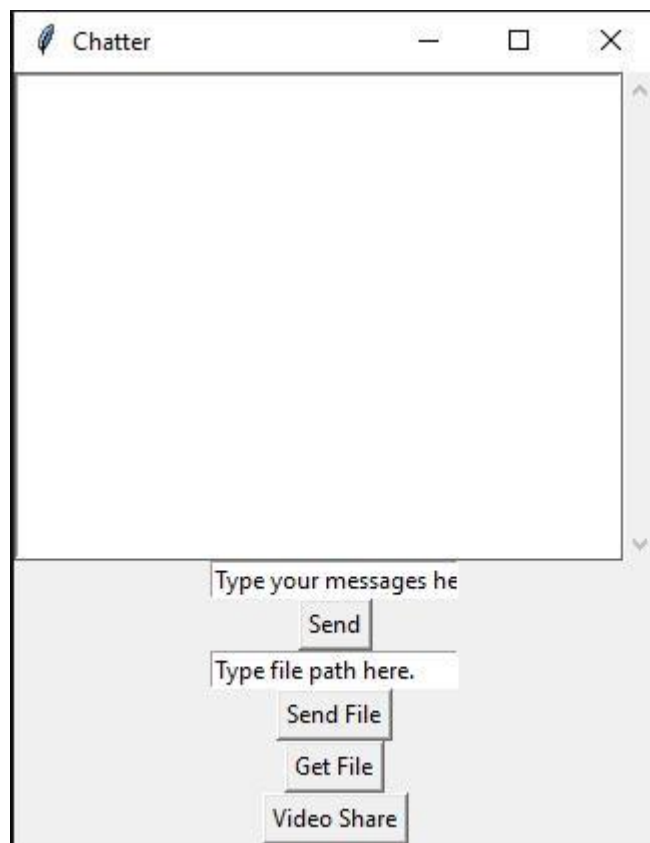 Chatter
Type your messages he
Send
Type file path here.
Send File
Get File
Video Share